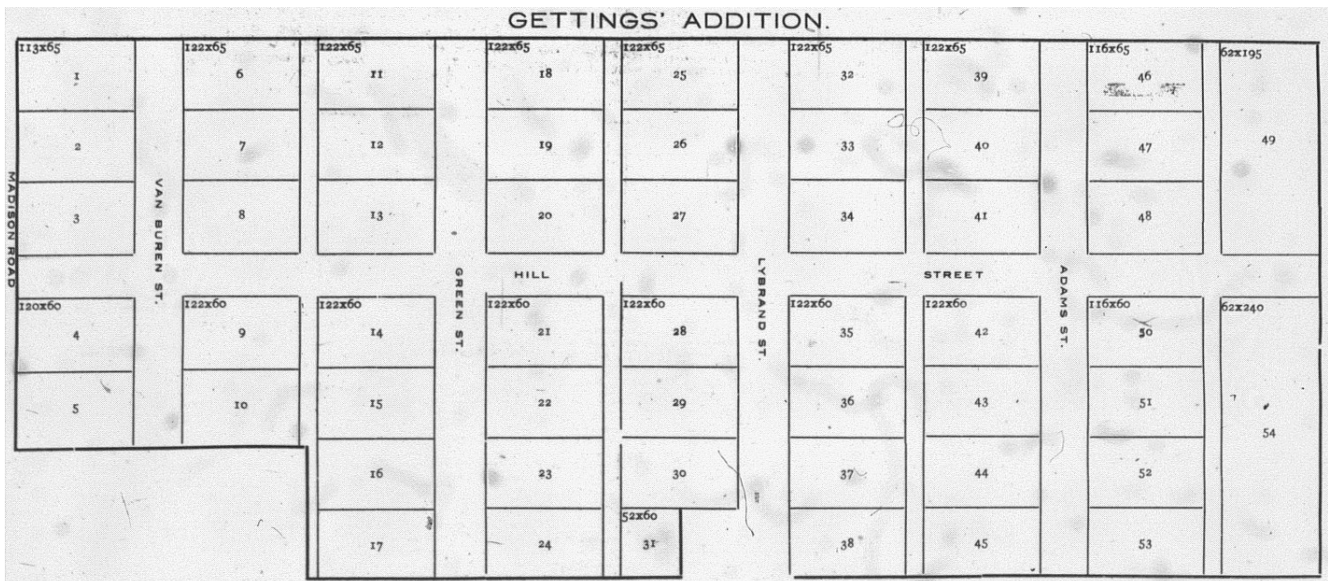 GETTINGS' ADDITION.
113x65 122x65 122x65 122x65 122x65 122x65 122x65 116x65 62x195
1 6 11 18 25 32 39 46
2 7 12 19 26 33 40 47 49
3 8 13 20 27 34 41 48
MADISON ROAD
VAN BUREN ST.
GREEN ST.
HILL STREET
LYBRAND ST.
ADAMS ST.
120x60 122x60 122x60 122x60 122x60 122x60 122x60 116x60 62x240
4 9 14 21 28 35 42 50
5 10 15 22 29 36 43 51
54
16 23 30 37 44 52
52x60
17 24 31 38 45 53